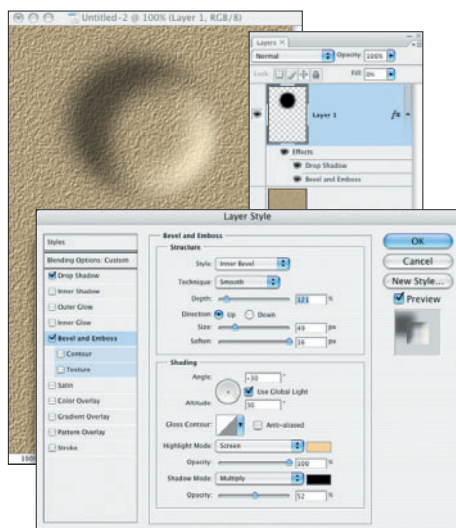 Untitled-2 @ 100% (Layer 1, RGB/8)
Layers ×
Normal Opacity: 100%
Lock: Fill: 0%
Layer 1 fx
Effects
Drop Shadow
Bevel and Emboss
Layer Style
Styles
Blending Options: Custom
Drop Shadow
Inner Shadow
Outer Glow
Inner Glow
Bevel and Emboss
Contour
Texture
Satin
Color Overlay
Gradient Overlay
Pattern Overlay
Stroke
Bevel and Emboss
Structure
Style: Inner Bevel
Technique: Smooth
Depth: 121 %
Direction: Up Down
Size: 49 px
Soften: 16 px
Shading
Angle: -30 °
Use Global Light
Altitude: 30 °
Gloss Contour: Anti-aliased
Highlight Mode: Screen
Opacity: 100 %
Shadow Mode: Multiply
Opacity: 52 %
OK
Cancel
New Style...
Preview